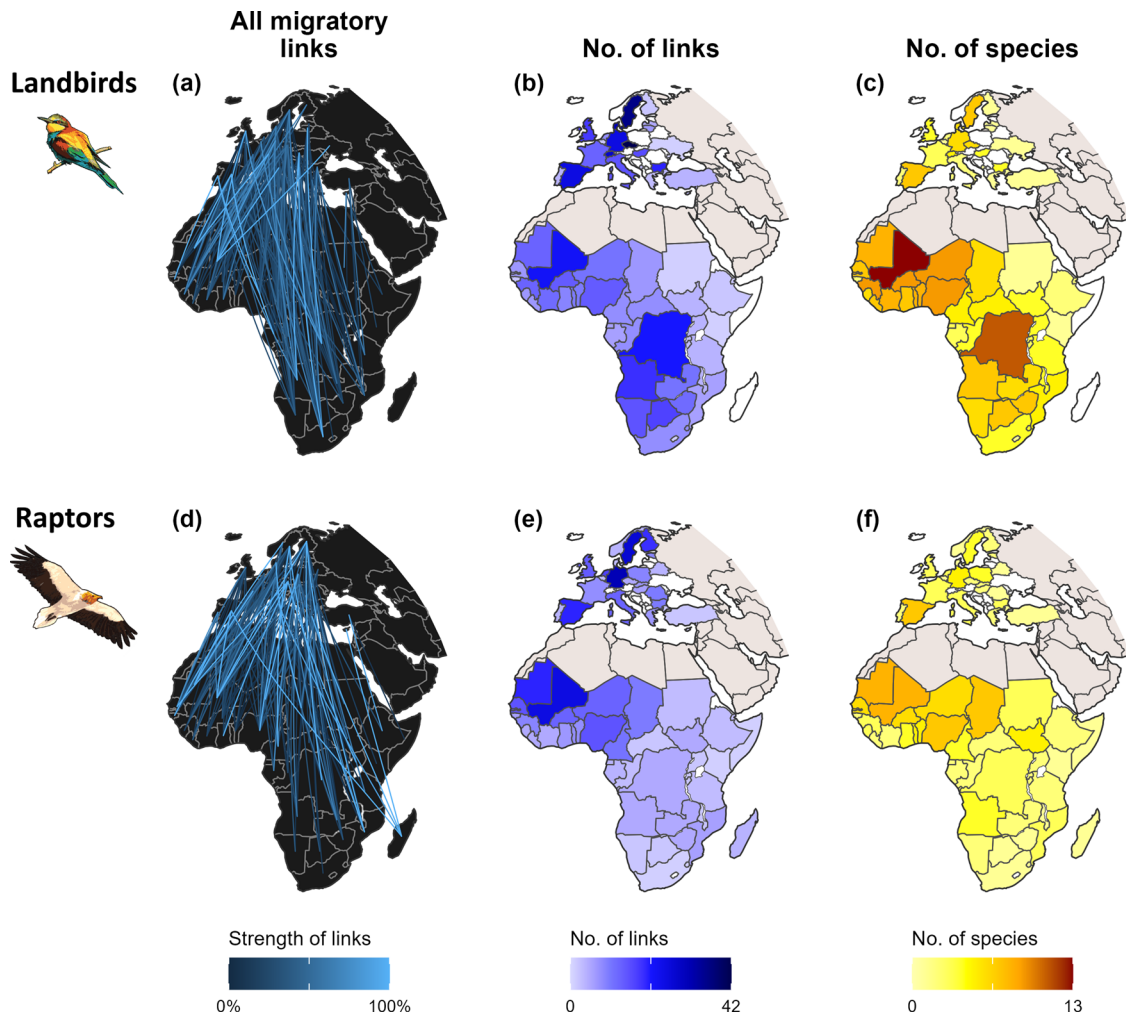 All migratory
links
No. of links
No. of species
Landbirds
(a)
(b)
(c)
Raptors
(d)
(e)
(f)
Strength of links
No. of links
No. of species
0%
100%
0
42
0
13